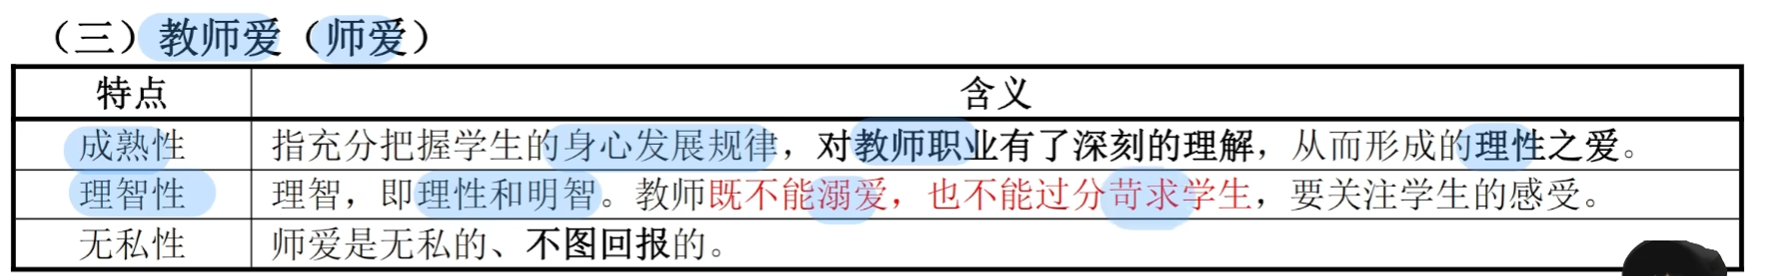 （三）教师爱（师爱）
特点 含义
成熟性 指充分把握学生的身心发展规律，对教师职业有了深刻的理解，从而形成的理性之爱。
理智性 理智，即理性和明智。教师既不能溺爱，也不能过分苛求学生，要关注学生的感受。
无私性 师爱是无私的、不图回报的。